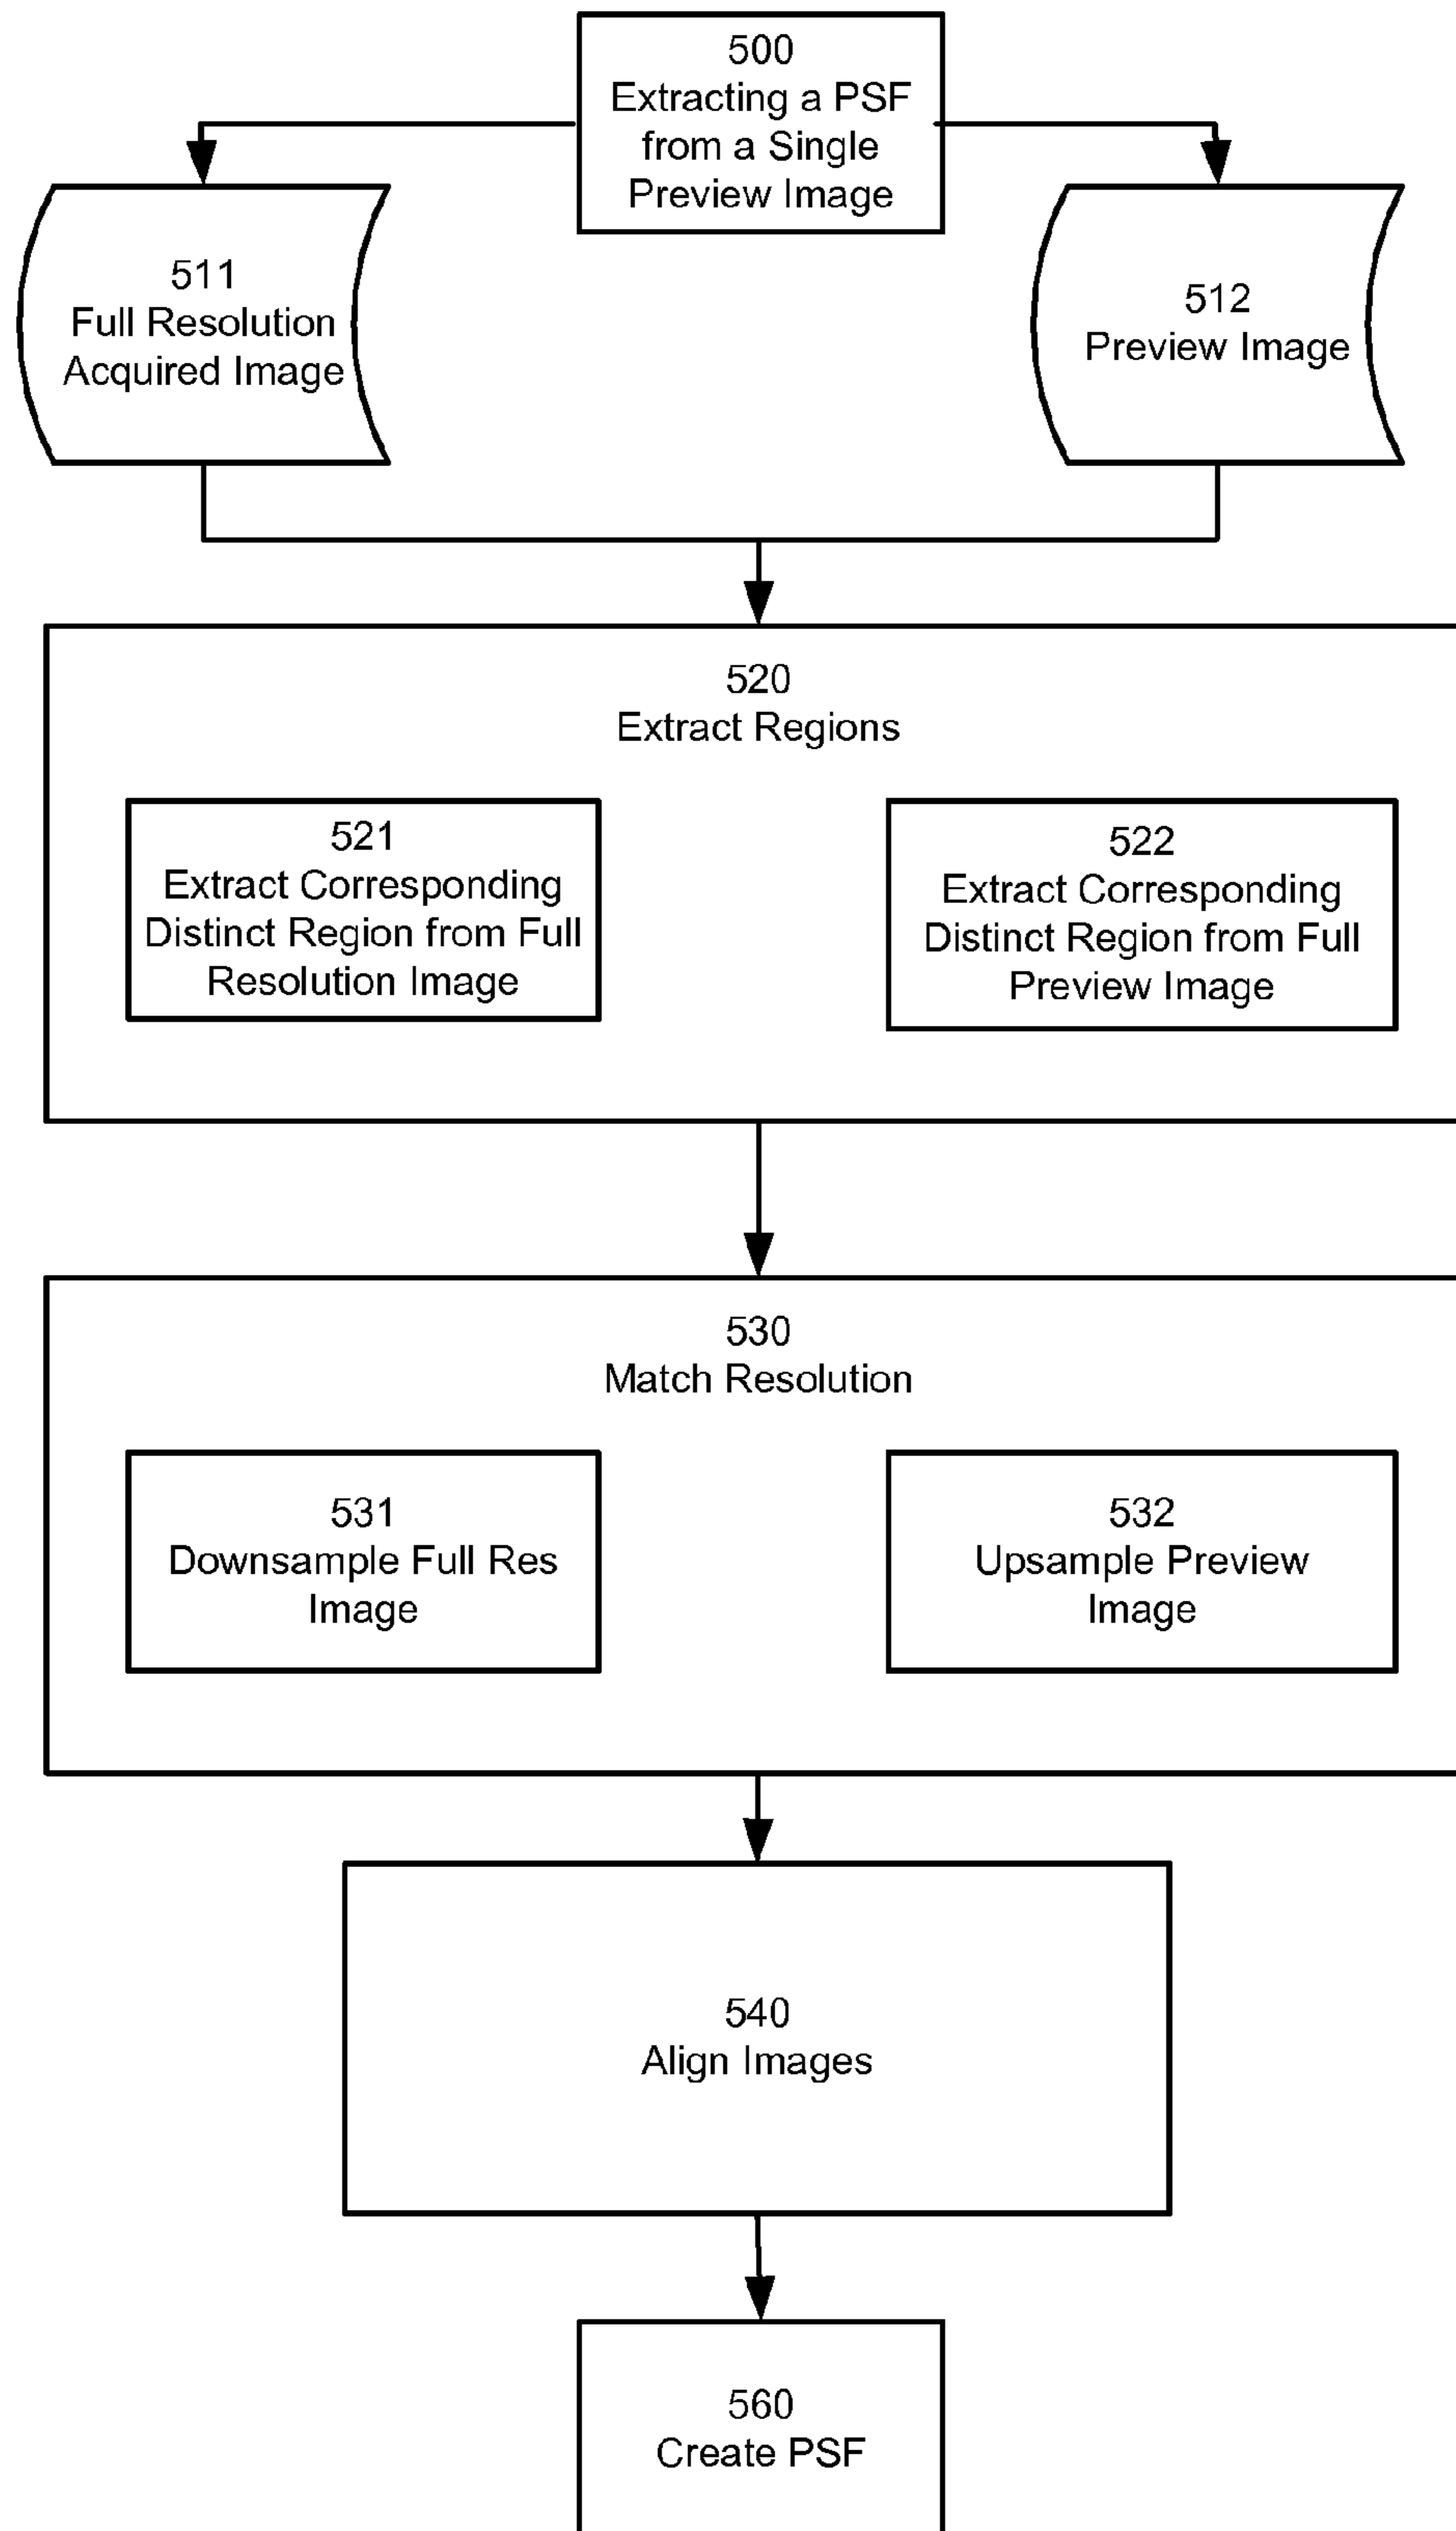 500
Extracting a PSF
from a Single
Preview Image
511
Full Resolution
Acquired Image
512
Preview Image
520
Extract Regions
521
Extract Corresponding
Distinct Region from Full
Resolution Image
522
Extract Corresponding
Distinct Region from Full
Preview Image
530
Match Resolution
531
Downsample Full Res
Image
532
Upsample Preview
Image
540
Align Images
560
Create PSF